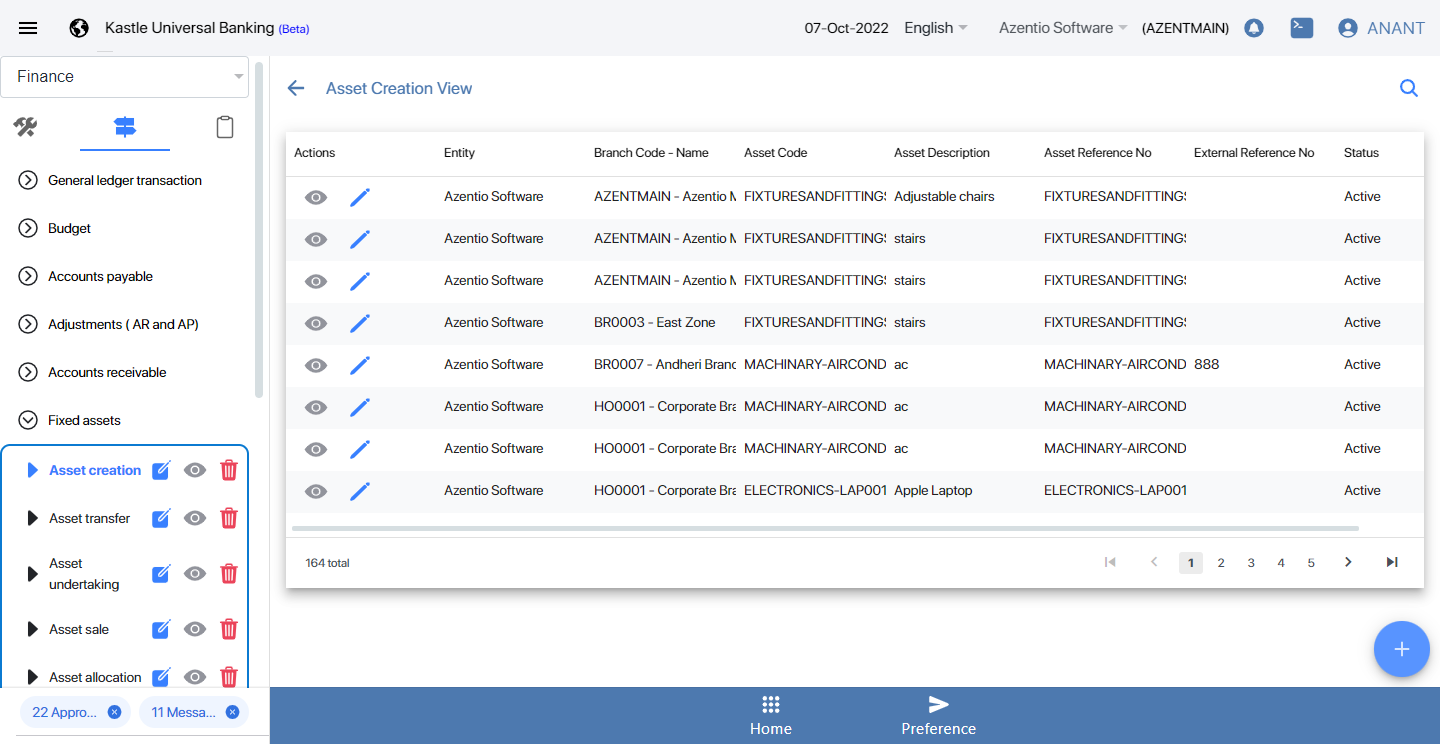 Kastle Universal Banking (Beta) 07-Oct-2022 English Azentio Software (AZENTMAIN) ANANT
Finance
Asset Creation View
General ledger transaction
Budget
Accounts payable
Adjustments ( AR and AP)
Accounts receivable
Fixed assets
Asset creation
Asset transfer
Asset
undertaking
Asset sale
Asset allocation
22 Appro...
11 Messa...
Actions Entity Branch Code - Name Asset Code Asset Description Asset Reference No External Reference No Status
Azentio Software AZENTMAIN - Azentio M FIXTURESANDFITTINGS Adjustable chairs FIXTURESANDFITTINGS Active
Azentio Software AZENTMAIN - Azentio M FIXTURESANDFITTINGS stairs FIXTURESANDFITTINGS Active
Azentio Software AZENTMAIN - Azentio M FIXTURESANDFITTINGS stairs FIXTURESANDFITTINGS Active
Azentio Software BR0003 - East Zone FIXTURESANDFITTINGS stairs FIXTURESANDFITTINGS Active
Azentio Software BR0007 - Andheri Branc MACHINARY-AIRCOND ac MACHINARY-AIRCOND 888 Active
Azentio Software HO0001 - Corporate Bra MACHINARY-AIRCOND ac MACHINARY-AIRCOND Active
Azentio Software HO0001 - Corporate Bra MACHINARY-AIRCOND ac MACHINARY-AIRCOND Active
Azentio Software HO0001 - Corporate Bra ELECTRONICS-LAP001 Apple Laptop ELECTRONICS-LAP001 Active
164 total 1 2 3 4 5
Home Preference